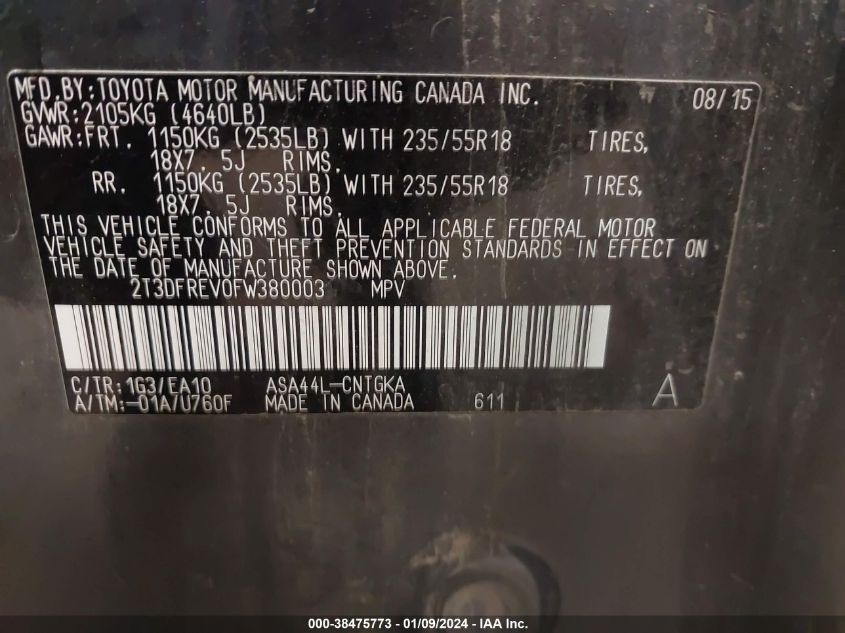 MFD.BY:TOYOTA MOTOR MANUFACTURING CANADA INC. 08/15
GVWR:2105KG (4640LB)
GAWR:FRT. 1150KG (2535LB) WITH 235/55R18 TIRES,
18X7. 5J RIMS.
RR. 1150KG (2535LB) WITH 235/55R18 TIRES,
18X7. 5J RIMS.
THIS VEHICLE CONFORMS TO ALL APPLICABLE FEDERAL MOTOR
VEHICLE SAFETY AND THEFT PREVENTION STANDARDS IN EFFECT ON
THE DATE OF MANUFACTURE SHOWN ABOVE.
2T3DFREV0FW380003 MPV
C/TR:1G3/EA10 ASA44L-CNTGKA
A/TM:-01A/U760F MADE IN CANADA 611 A
000-38475773 - 01/09/2024 - IAA Inc.